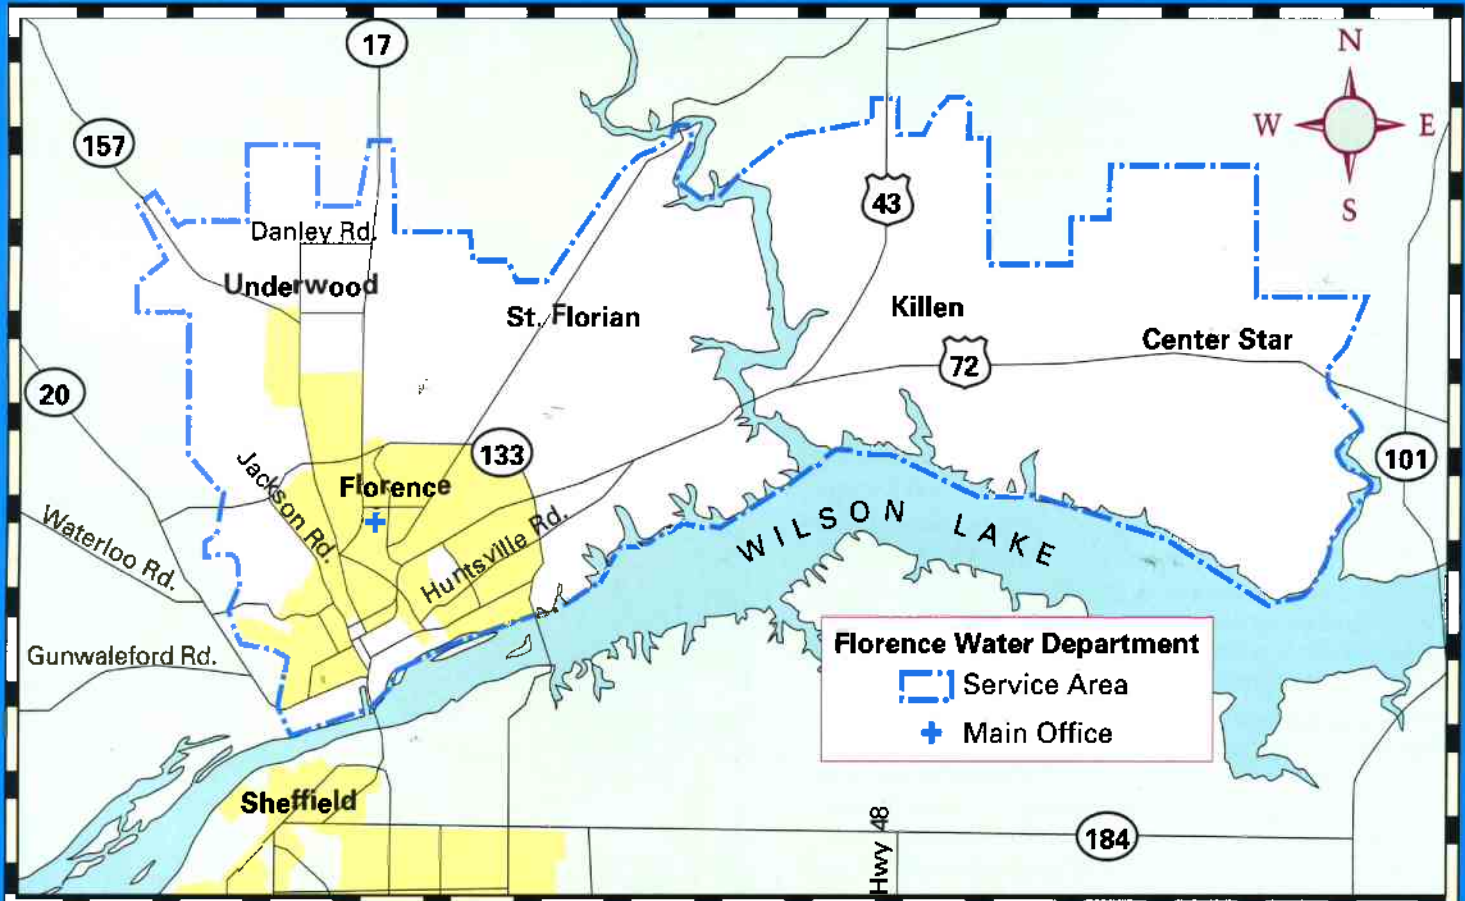 17
N
W E
S
157
43
Danley Rd.
Underwood
St. Florian
Killen
Center Star
72
20
133
101
Jackson Rd.
Florence
Waterloo Rd.
Huntsville Rd.
WILSON LAKE
Gunwaleford Rd.
Florence Water Department
Service Area
Main Office
Sheffield
Hwy 48
184